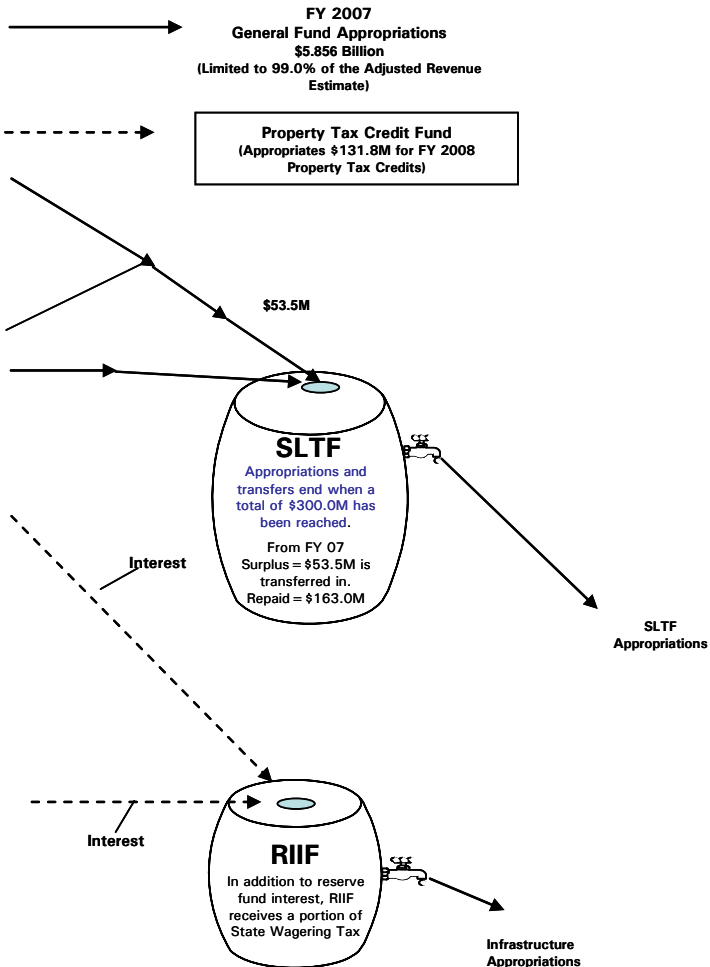 FY 2007
General Fund Appropriations
$5.856 Billion
(Limited to 99.0% of the Adjusted Revenue
Estimate)
Property Tax Credit Fund
(Appropriates $131.8M for FY 2008
Property Tax Credits)
$53.5M
SLTF
Appropriations and
transfers end when a
total of $300.0M has
been reached.
From FY 07
Surplus = $53.5M is
transferred in.
Repaid = $163.0M
Interest
SLTF
Appropriations
Interest
RIIF
In addition to reserve
fund interest, RIIF
receives a portion of
State Wagering Tax
Infrastructure
Appropriations